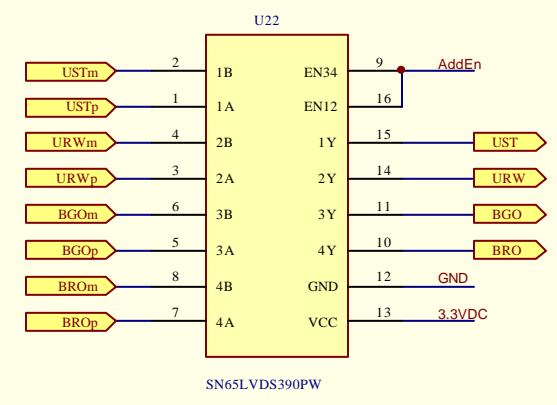 U22
USTm 2 1B EN34 9 AddEn
USTp 1 1A EN12 16
URWm 4 2B 1Y 15 UST
URWp 3 2A 2Y 14 URW
BGOm 6 3B 3Y 11 BGO
BGOp 5 3A 4Y 10 BRO
BROm 8 4B GND 12 GND
BROp 7 4A VCC 13 3.3VDC
SN65LVDS390PW